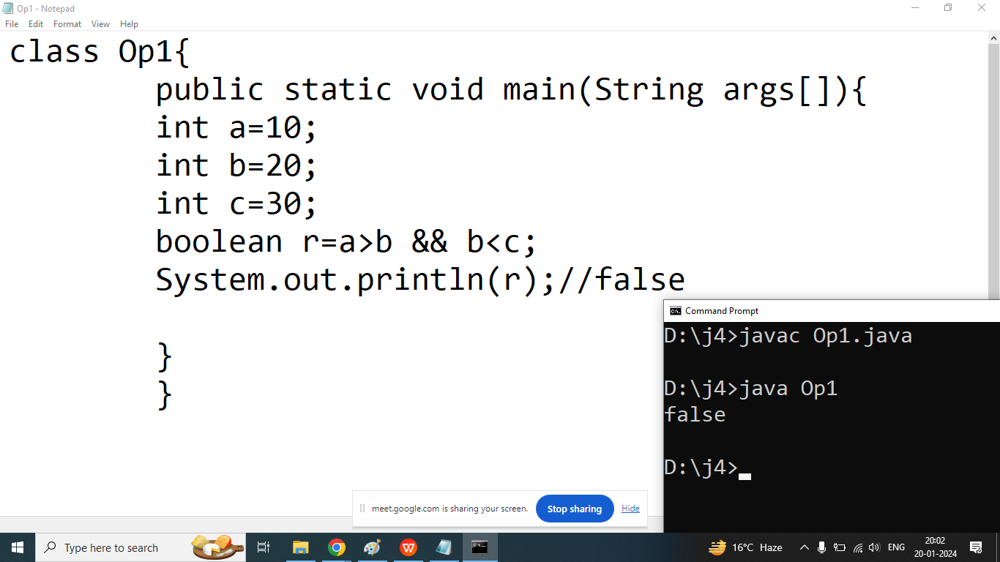 Op1 - Notepad
File Edit Format View Help
class Op1{
public static void main(String args[]){
int a=10;
int b=20;
int c=30;
boolean r=a>b && b<c;
System.out.println(r);//false
}
}
Command Prompt
D:\j4>javac Op1.java
D:\j4>java Op1
false
D:\j4>
meet.google.com is sharing your screen. Stop sharing Hide
Type here to search
16°C Haze
ENG
20:02
20-01-2024